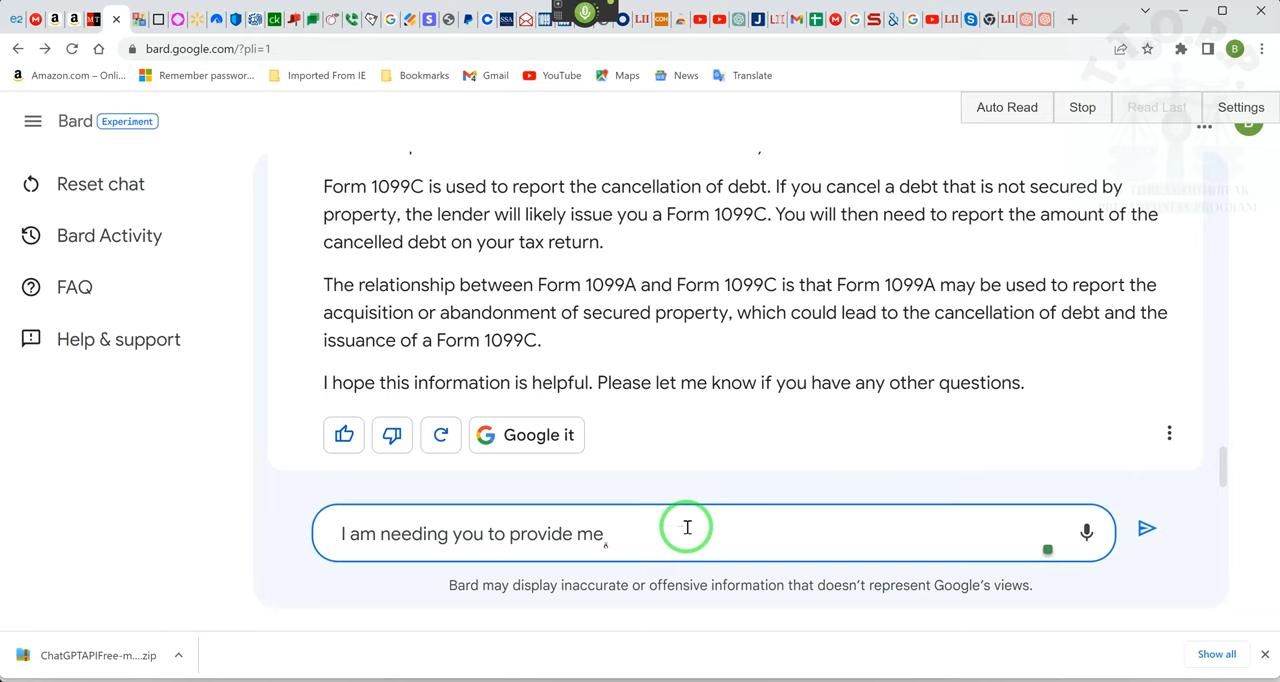 bard.google.com/?pli=1
B
Amazon.com – Onli...
Remember passwor...
Imported From IE
Bookmarks
Gmail
YouTube
Maps
News
Translate
T.T.O.P.P.
Bard
Experiment
Auto Read
Stop
Read Last
Settings
Reset chat
Bard Activity
FAQ
Help & support
Form 1099C is used to report the cancellation of debt. If you cancel a debt that is not secured by
property, the lender will likely issue you a Form 1099C. You will then need to report the amount of the
cancelled debt on your tax return.
The relationship between Form 1099A and Form 1099C is that Form 1099A may be used to report the
acquisition or abandonment of secured property, which could lead to the cancellation of debt and the
issuance of a Form 1099C.
I hope this information is helpful. Please let me know if you have any other questions.
Google it
I am needing you to provide me
Bard may display inaccurate or offensive information that doesn't represent Google's views.
ChatGPTAPIFree-m....zip
Show all